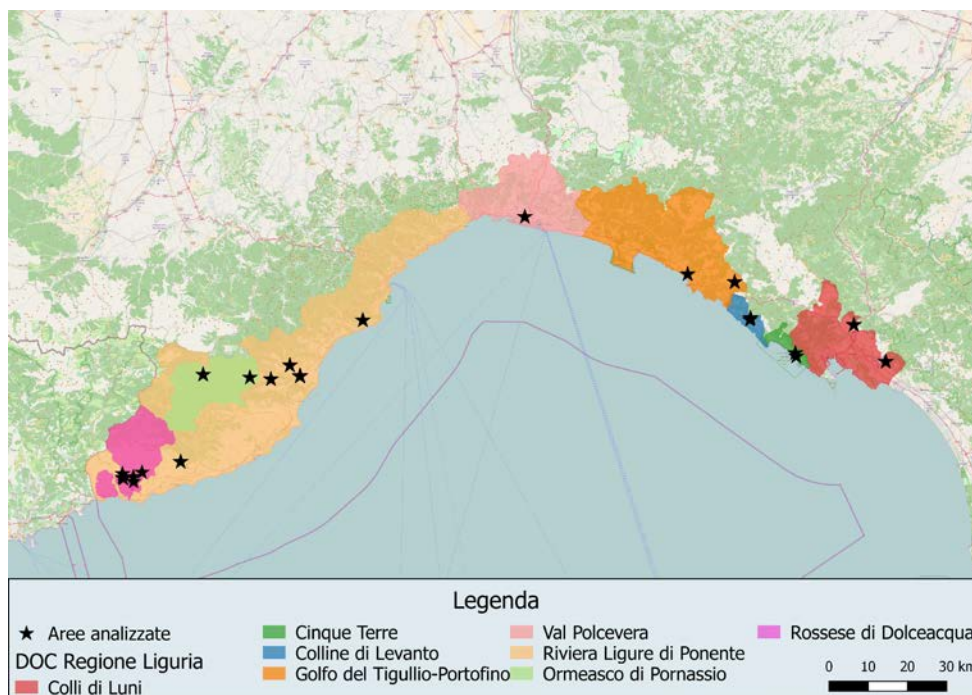 Legenda
Aree analizzate
DOC Regione Liguria
Colli di Luni
Cinque Terre
Colline di Levanto
Golfo del Tigullio-Portofino
Val Polcevera
Riviera Ligure di Ponente
Ormeasco di Pornassio
Rossese di Dolceacqua
0 10 20 30 km